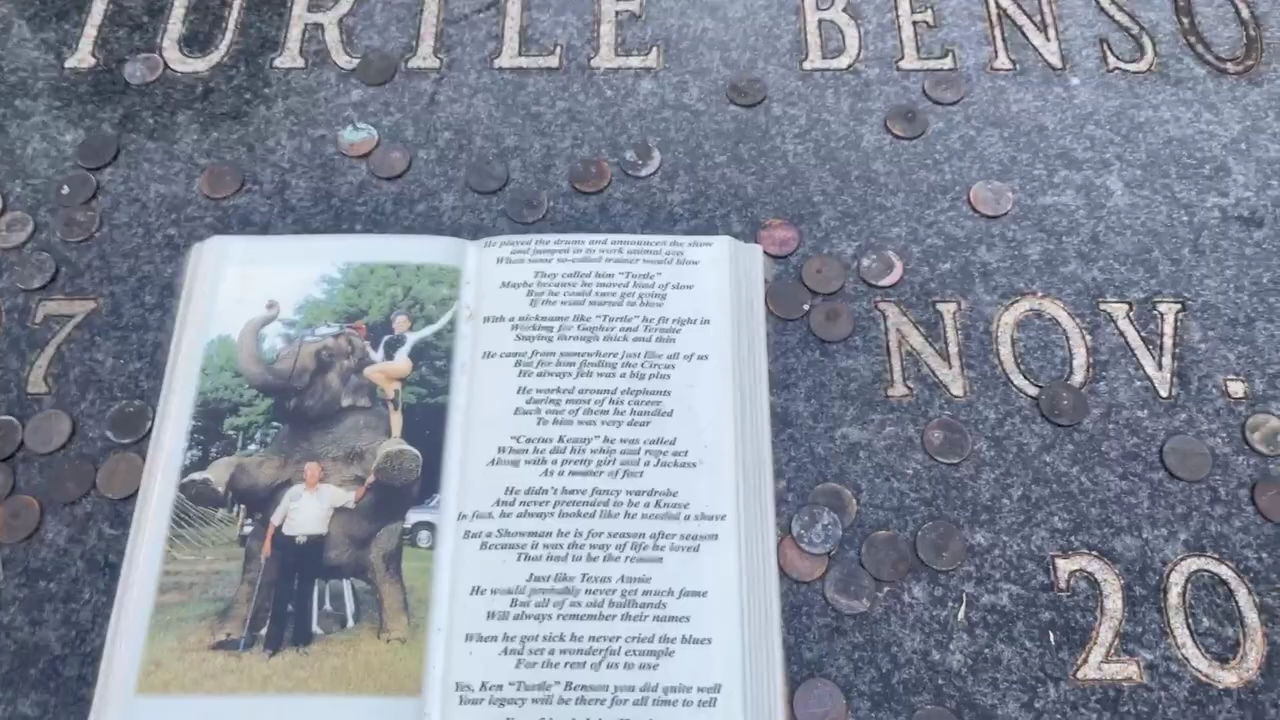 TURTLE BENSO
7
NOV.
20
He played the drums and announced the show
and jumped in to work animal acts
When some so-called trainer would blow
They called him “Turtle”
Maybe because he moved kind of slow
But he could sure get going
If the wind started to blow
With a nickname like “Turtle” he fit right in
Working for Gopher and Termite
Staying through thick and thin
He came from somewhere just like all of us
But for him finding the Circus
He always felt was a big plus
He worked around elephants
during most of his career
Each one of them he handled
To him was very dear
“Cactus Kenny” he was called
When he did his whip and rope act
Along with a pretty girl and a Jackass
As a matter of fact
He didn't have fancy wardrobe
And never pretended to be a Knave
In fact, he always looked like he needed a shave
But a Showman he is for season after season
Because it was the way of life he loved
That had to be the reason
Just like Texas Annie
He would probably never get much fame
But all of us old bullhands
Will always remember their names
When he got sick he never cried the blues
And set a wonderful example
For the rest of us to use
Yes, Ken “Turtle” Benson you did quite well
Your legacy will be there for all time to tell